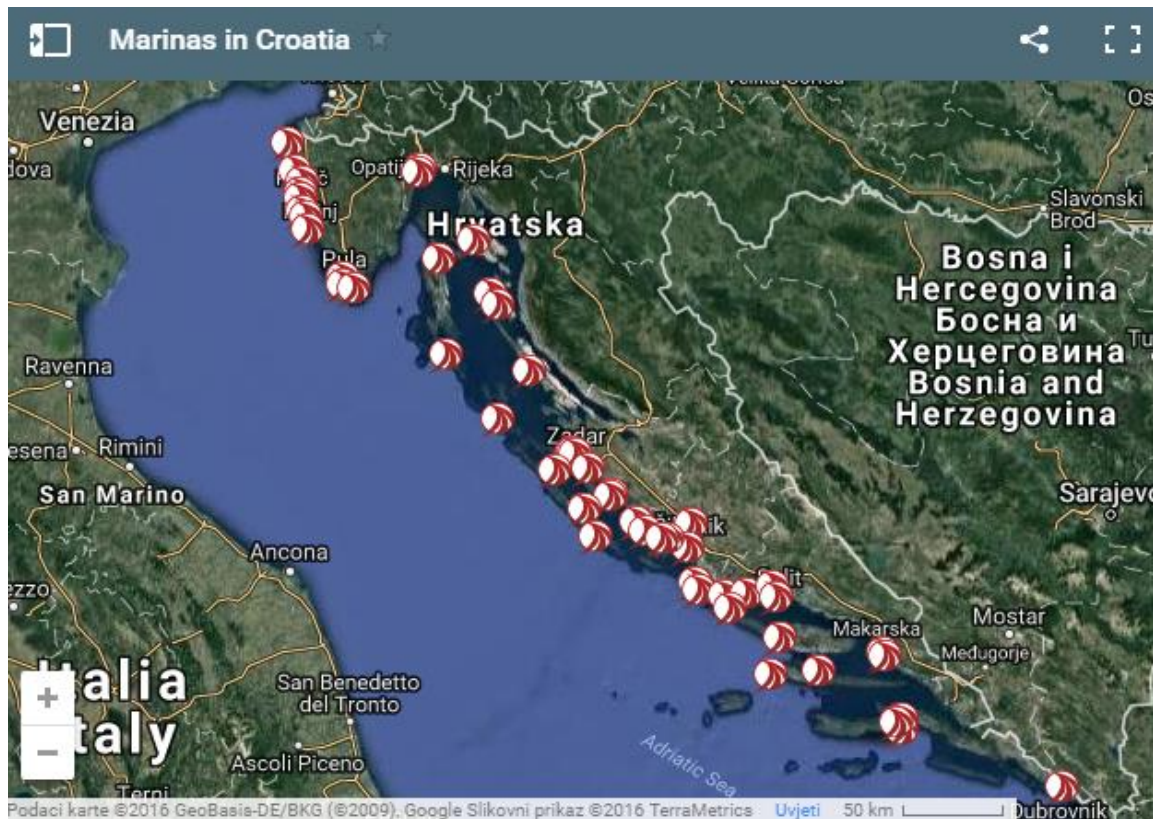 Marinas in Croatia
Venezia
Opatij
Rijeka
Hrvatska
Slavonski
Brod
Os
dova
Pula
Bosna i
Hercegovina
Босна и
Херцеговина
Bosnia and
Herzegovina
Tu
Ravenna
esena
Rimini
San Marino
Zadar
Sarajevo
Ancona
ezzo
ik
Split
Mostar
Makarska
Međugorje
Italia
Italy
San Benedetto
del Tronto
Ascoli Piceno
Adriatic Sea
Terni
+
−
Podaci karte ©2016 GeoBasis-DE/BKG (©2009), Google Slikovni prikaz ©2016 TerraMetrics Uvjeti 50 km
Dubrovnik